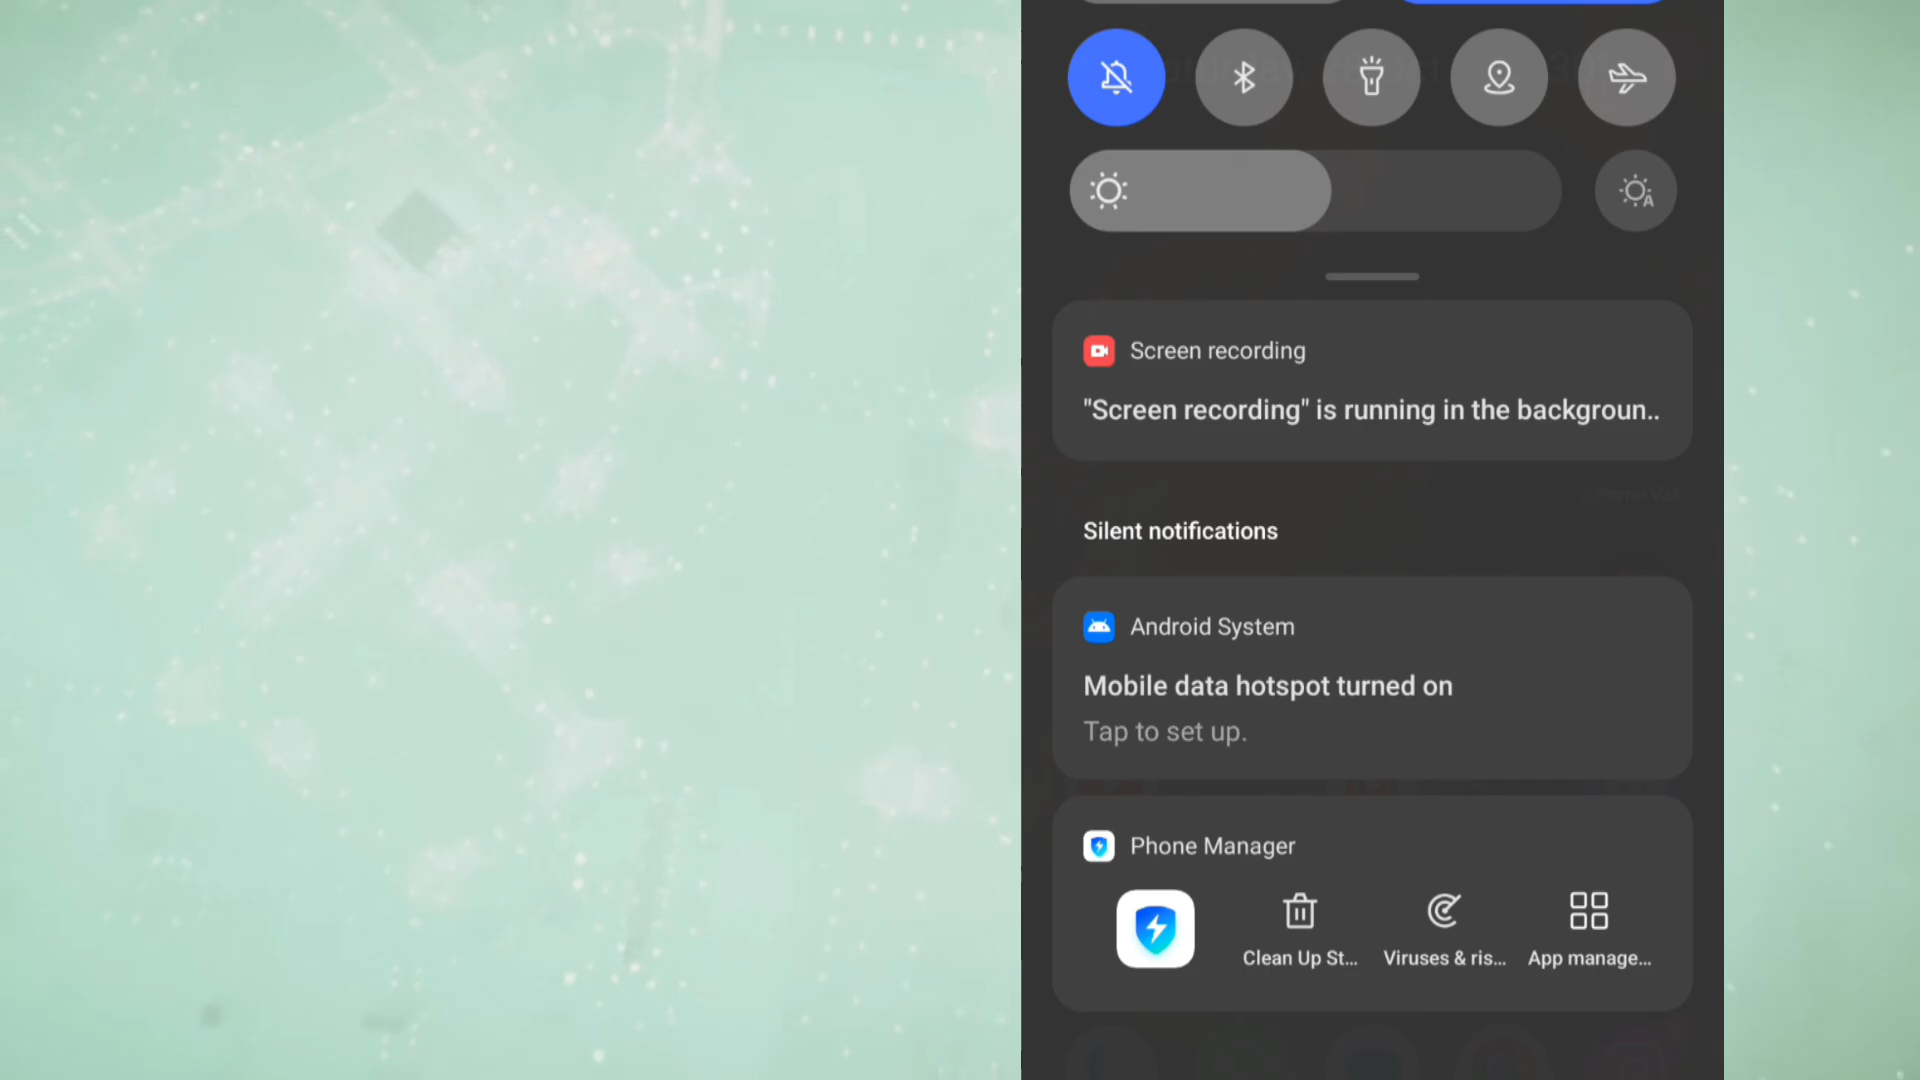 Screen recording
"Screen recording" is running in the backgroun..
Silent notifications
Android System
Mobile data hotspot turned on
Tap to set up.
Phone Manager
Clean Up St...
Viruses & ris...
App manage...